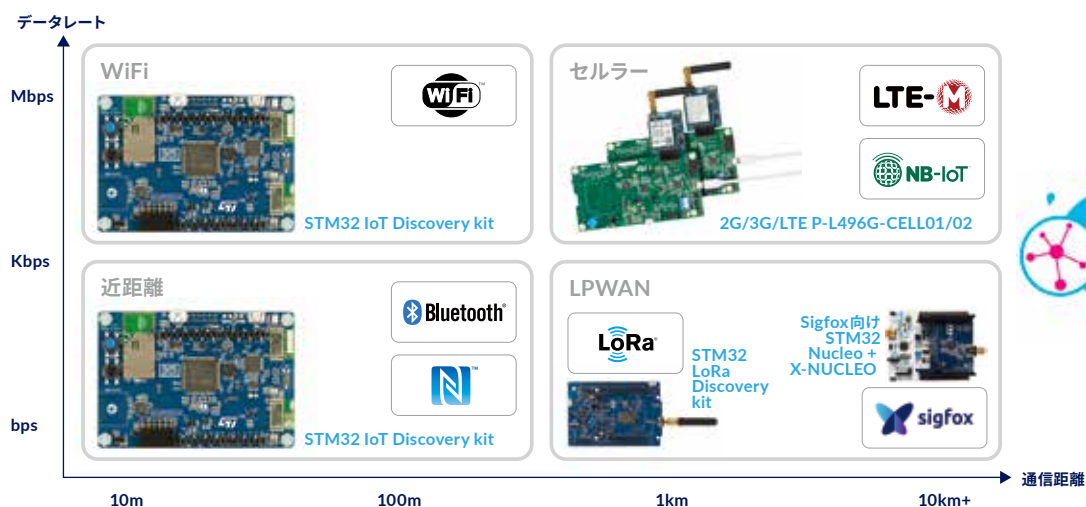 データレート
Mbps
Kbps
bps
WiFi
Wi Fi™
STM32 IoT Discovery kit
セルラー
LTE-M
NB-IoT
2G/3G/LTE P-L496G-CELL01/02
近距離
Bluetooth®
N™
STM32 IoT Discovery kit
LPWAN
LoRa
STM32
LoRa
Discovery
kit
Sigfox向け
STM32
Nucleo +
X-NUCLEO
sigfox
10m
100m
1km
10km+
通信距離